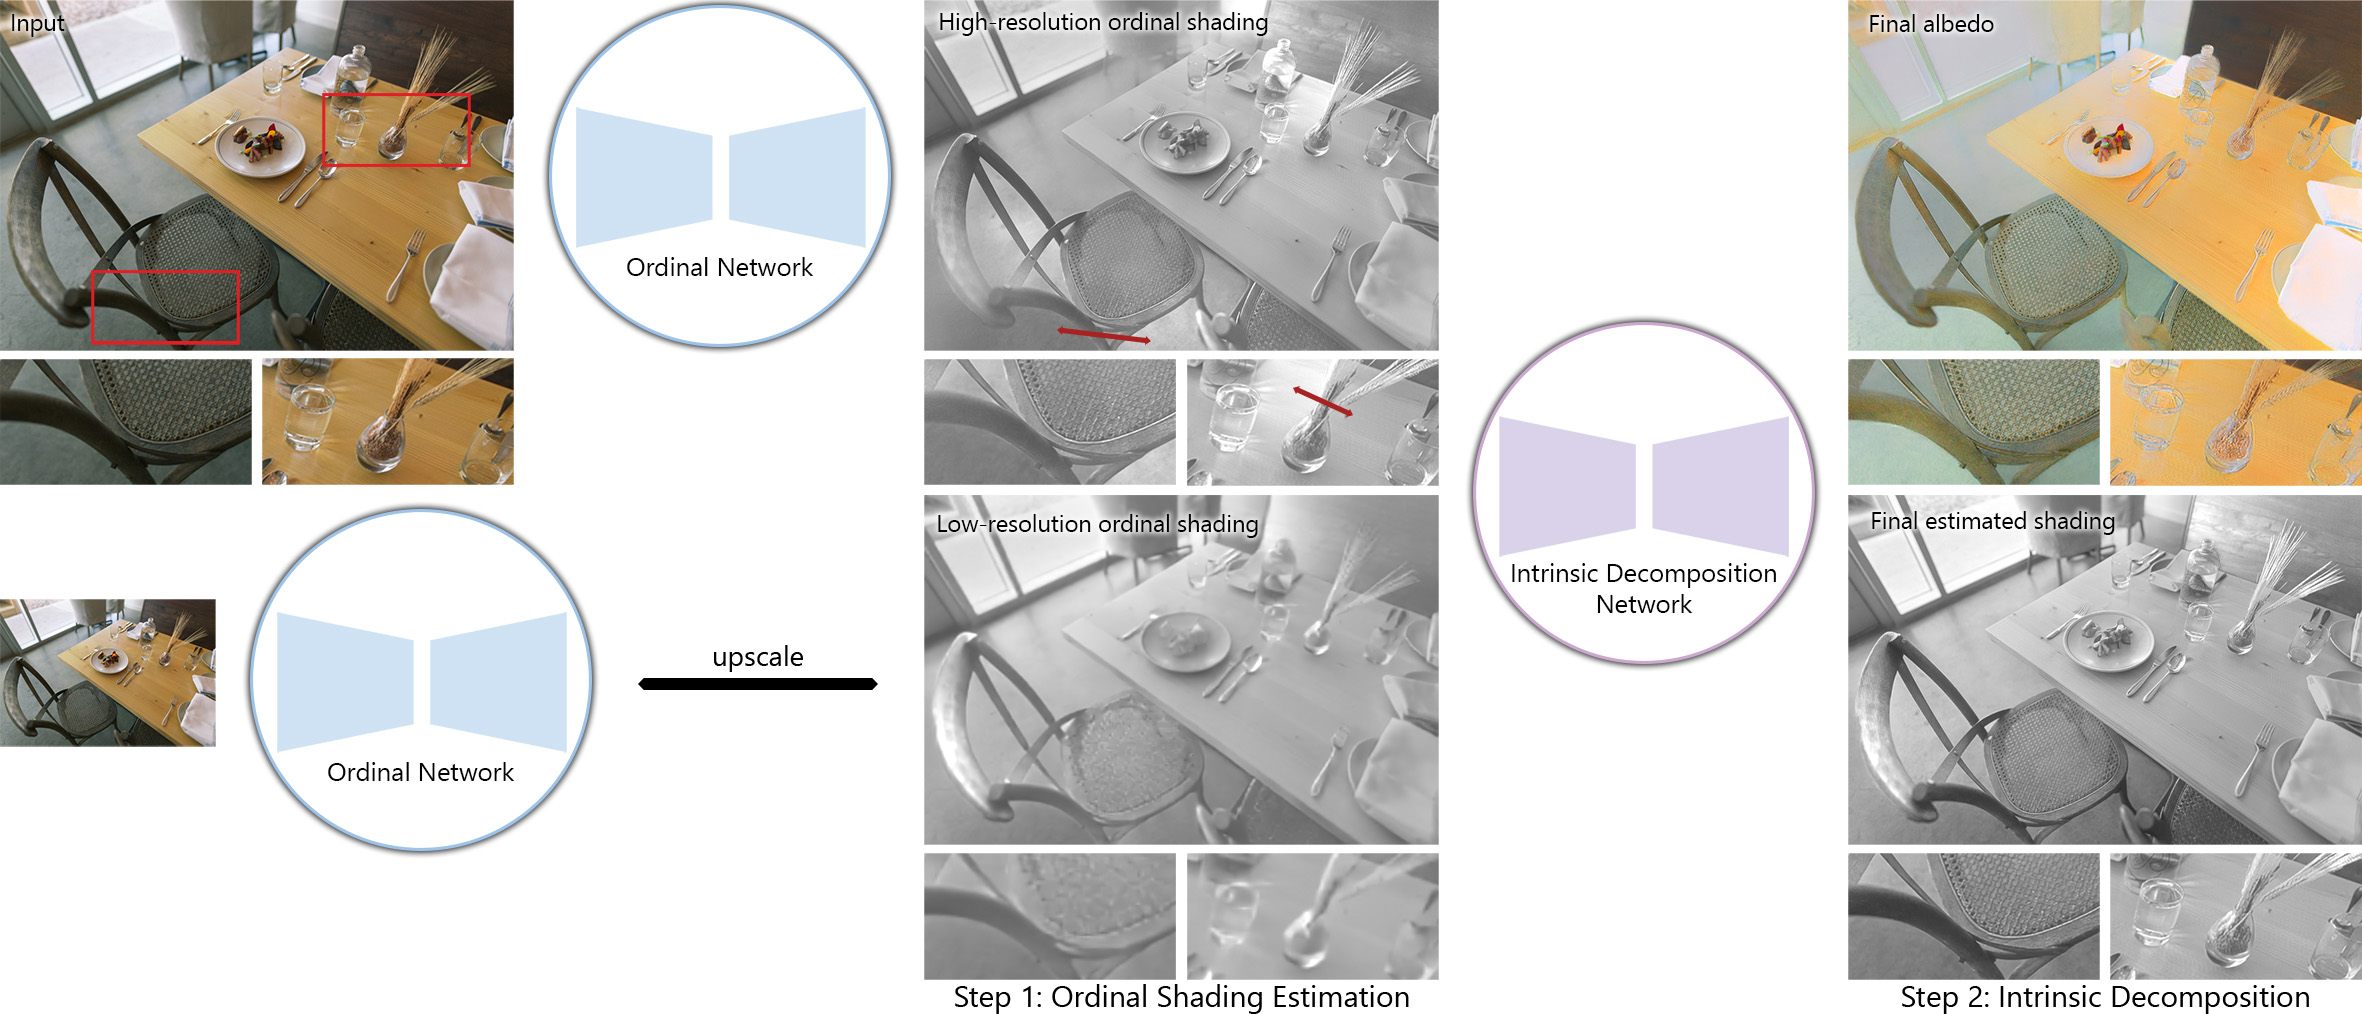 Input
Ordinal Network
High-resolution ordinal shading
Final albedo
Ordinal Network
upscale
Low-resolution ordinal shading
Intrinsic Decomposition
Network
Final estimated shading
Step 1: Ordinal Shading Estimation
Step 2: Intrinsic Decomposition